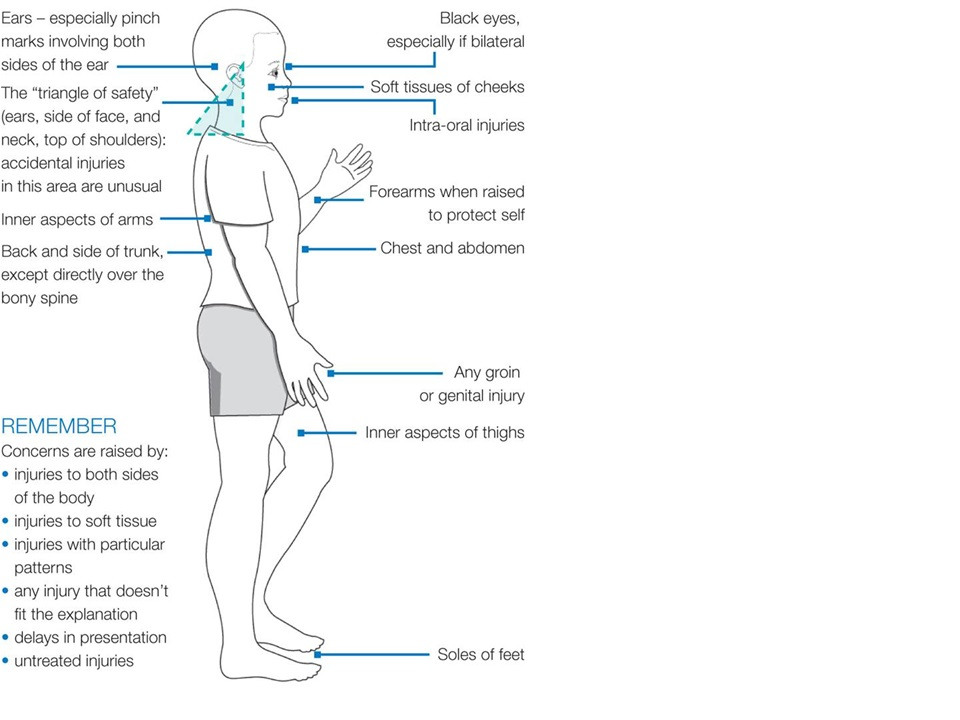 Ears – especially pinch
marks involving both
sides of the ear
The “triangle of safety”
(ears, side of face, and
neck, top of shoulders):
accidental injuries
in this area are unusual
Inner aspects of arms
Back and side of trunk,
except directly over the
bony spine
Black eyes,
especially if bilateral
Soft tissues of cheeks
Intra-oral injuries
Forearms when raised
to protect self
Chest and abdomen
Any groin
or genital injury
Inner aspects of thighs
Soles of feet
REMEMBER
Concerns are raised by:
• injuries to both sides
of the body
• injuries to soft tissue
• injuries with particular
patterns
• any injury that doesn’t
fit the explanation
• delays in presentation
• untreated injuries